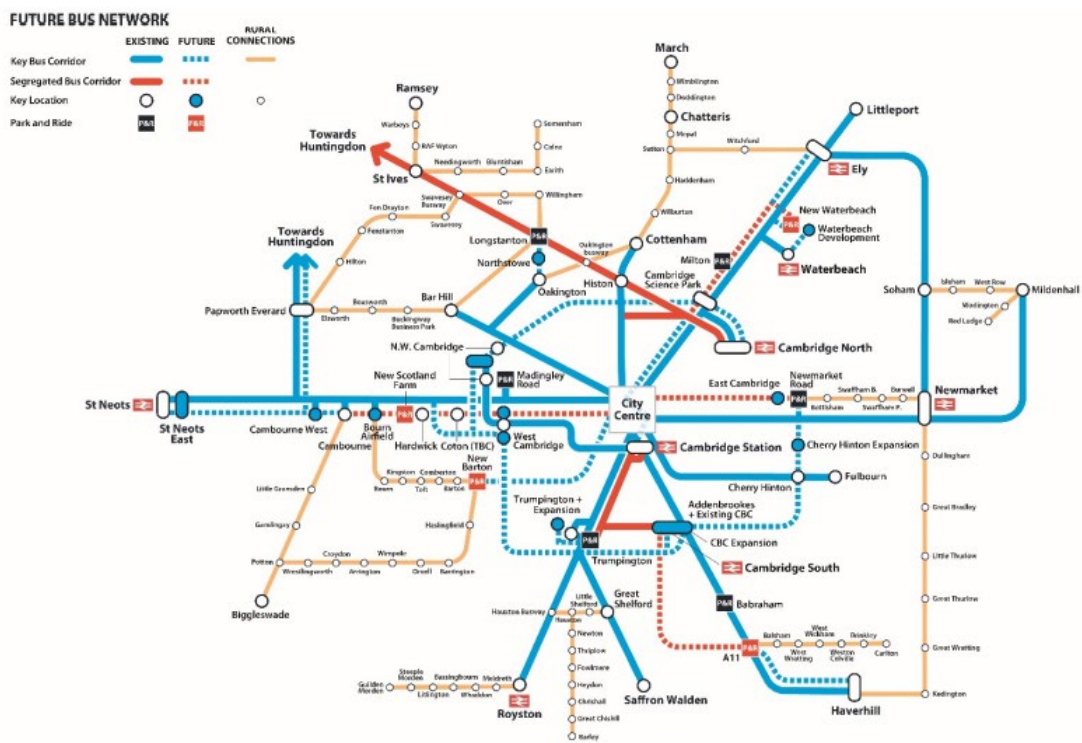 FUTURE BUS NETWORK
EXISTING FUTURE RURAL CONNECTIONS
Key Bus Corridor
Segregated Bus Corridor
Key Location
Park and Ride P&R P&R
March
Wimblington
Doddington
Chatteris
Mepal
Sutton
Witchford
Haddenham
Wilburton
Cottenham
Littleport
Ely
Ramsey
Warboys
RAF Wyton
Somersham
Colne
Earith
Needingworth
Bluntisham
Towards
Huntingdon
St Ives
Swavesey
Busway
Over
Willingham
Fen Drayton
Swavesey
Fenstanton
Hilton
Longstanton
P&R
Northstowe
Oakington
Busway
Oakington
Histon
Milton
P&R
New Waterbeach
P&R
Waterbeach
Development
Waterbeach
Cambridge
Science Park
Towards
Huntingdon
Papworth Everard
Elsworth
Boxworth
Buckingway
Business Park
Bar Hill
N.W. Cambridge
Cambridge North
Soham
Isleham
West Row
Mildenhall
Red Lodge
St Neots
St Neots
East
Cambourne West
Cambourne
Bourn
Airfield
New Scotland
Farm
P&R
Hardwick
Coton (TBC)
P&R
Madingley
Road
West
Cambridge
City
Centre
East Cambridge
Newmarket
Road
P&R
Bottisham
Swaffham B.
Swaffham P.
Burwell
Newmarket
Cambridge Station
Cherry Hinton Expansion
Cherry Hinton
Fulbourn
Dullingham
Great Bradley
Little Thurlow
Great Thurlow
Great Wratting
Kedington
Little Gransden
Gamlingay
Potton
Biggleswade
Bourn
Kingston
Toft
Comberton
Barton
New
Barton
P&R
Haslingfield
Wrestlingworth
Croydon
Arrington
Wimpole
Orwell
Barrington
Trumpington +
Expansion
P&R
Trumpington
Addenbrookes
+ Existing CBC
CBC Expansion
Cambridge South
P&R
Babraham
A11
P&R
Balsham
West
Wratting
West
Wickham
Weston
Colville
Brinkley
Carlton
Haverhill
Hauxton Busway
Little
Shelford
Great
Shelford
Hauxton
Newton
Thriplow
Fowlmere
Heydon
Chrishall
Great Chishill
Barley
Guilden
Morden
Steeple
Morden
Litlington
Bassingbourn
Whaddon
Meldreth
Royston
Saffron Walden